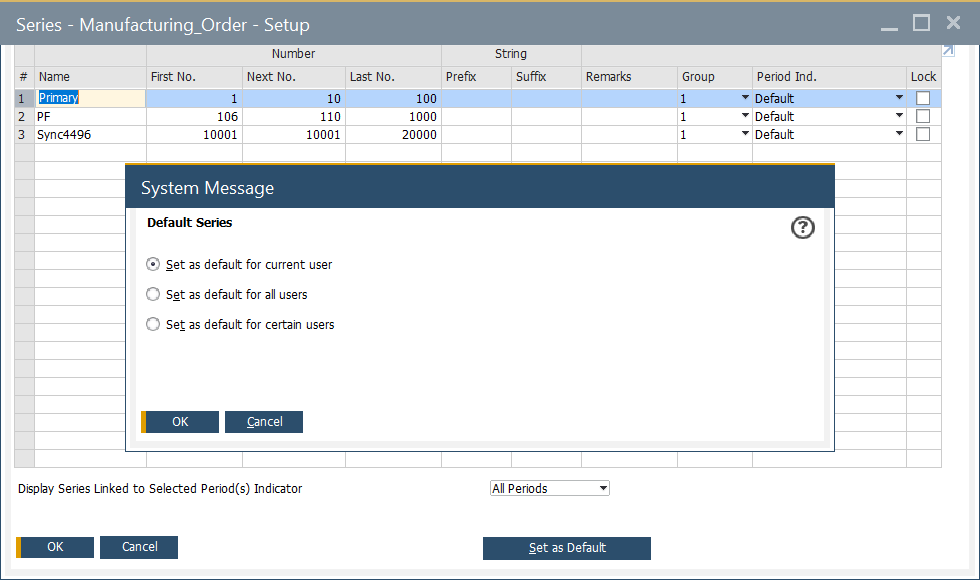 Series - Manufacturing_Order - Setup
Number String
# Name First No. Next No. Last No. Prefix Suffix Remarks Group Period Ind. Lock
1 Primary 1 10 100 1 Default
2 PF 106 110 1000 1 Default
3 Sync4496 10001 10001 20000 1 Default
System Message
Default Series
?
Set as default for current user
Set as default for all users
Set as default for certain users
OK Cancel
Display Series Linked to Selected Period(s) Indicator All Periods
OK Cancel Set as Default